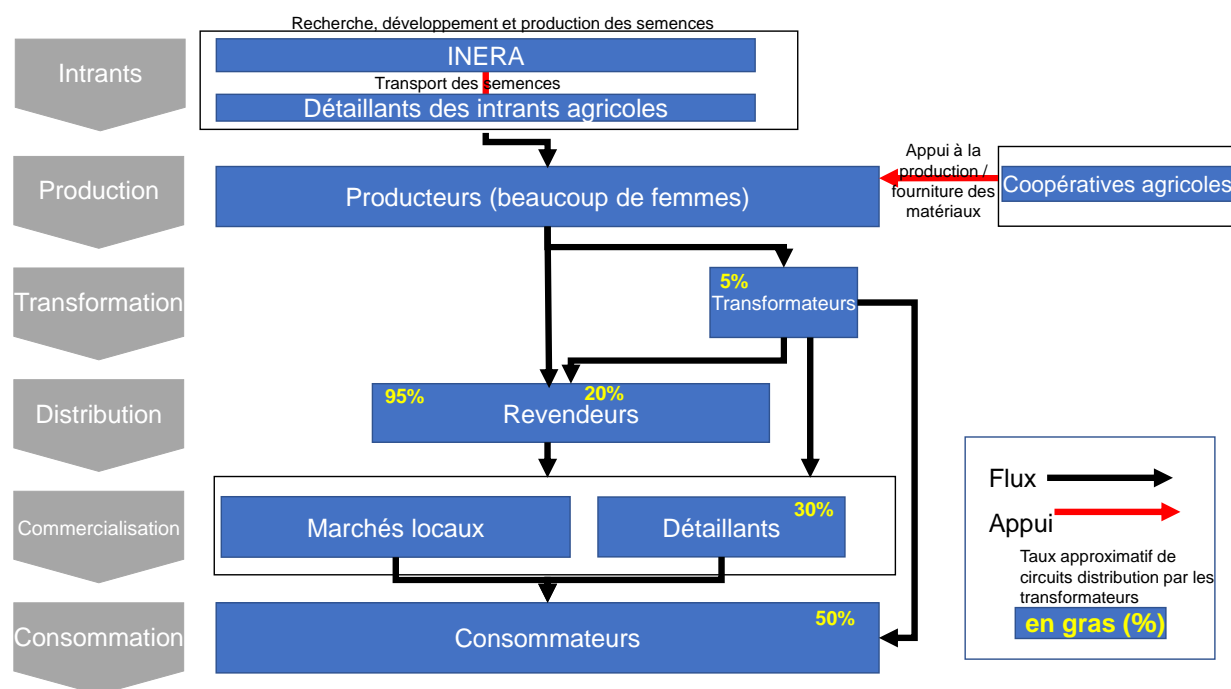 Recherche, développement et production des semences
Intrants
INERA
Transport des semences
Détaillants des intrants agricoles
Production
Producteurs (beaucoup de femmes)
Appui à la
production /
fourniture des
matériaux
Coopératives agricoles
Transformation
5%
Transformateurs
Distribution
95%
20%
Revendeurs
Commercialisation
Marchés locaux
Détaillants
30%
Consommation
Consommateurs
50%
Flux
Appui
Taux approximatif de
circuits distribution par les
transformateurs
en gras (%)